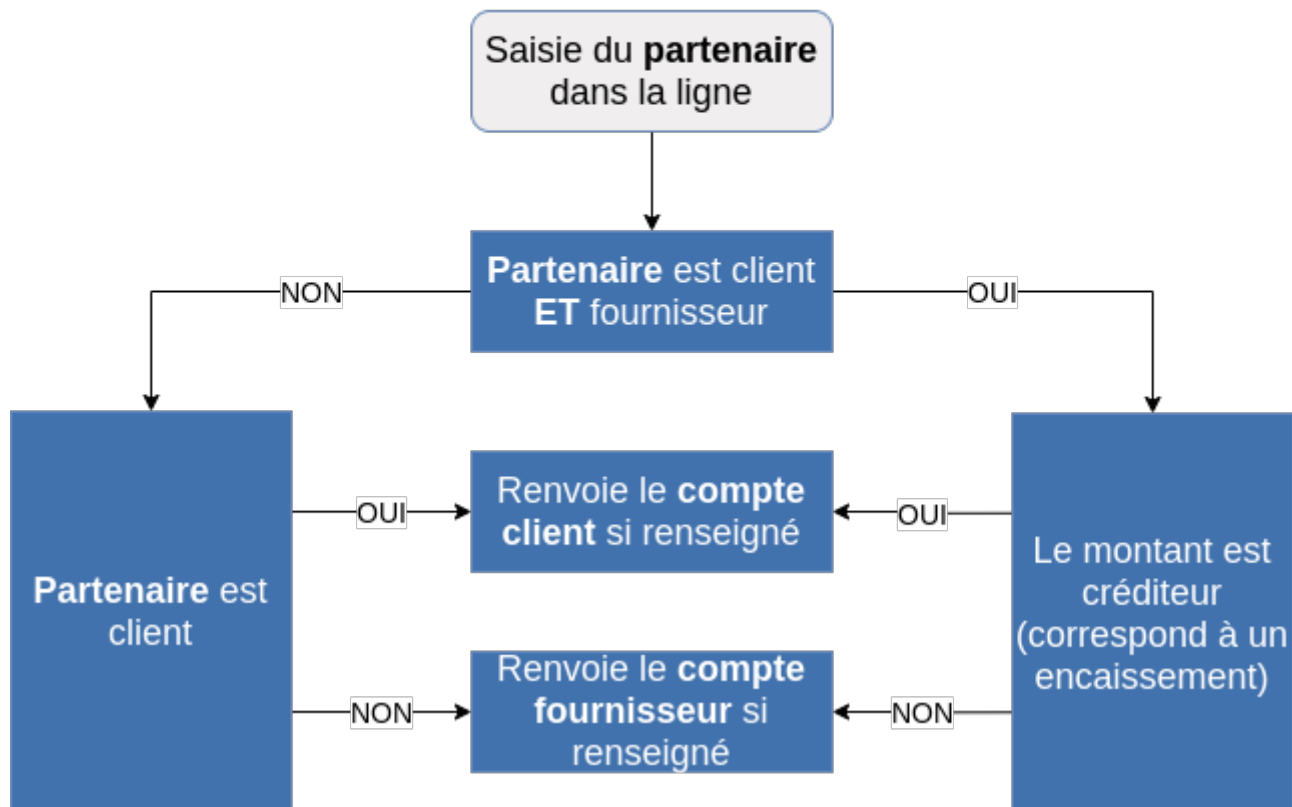 Saisie du partenaire
dans la ligne
Partenaire est client
ET fournisseur
NON
OUI
Partenaire est
client
OUI
NON
Renvoie le compte
client si renseigné
Renvoie le compte
fournisseur si
renseigné
OUI
NON
Le montant est
créditeur
(correspond à un
encaissement)